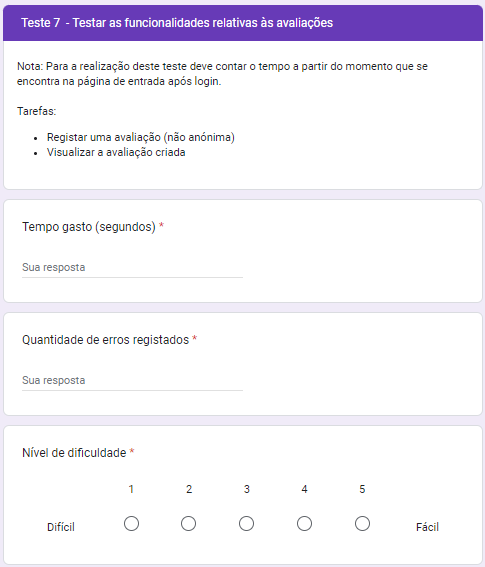 Teste 7 - Testar as funcionalidades relativas às avaliações
Nota: Para a realização deste teste deve contar o tempo a partir do momento que se
encontra na página de entrada após login.
Tarefas:
• Registar uma avaliação (não anónima)
• Visualizar a avaliação criada
Tempo gasto (segundos) *
Sua resposta
Quantidade de erros registados *
Sua resposta
Nível de dificuldade *
1 2 3 4 5
Difícil Fácil